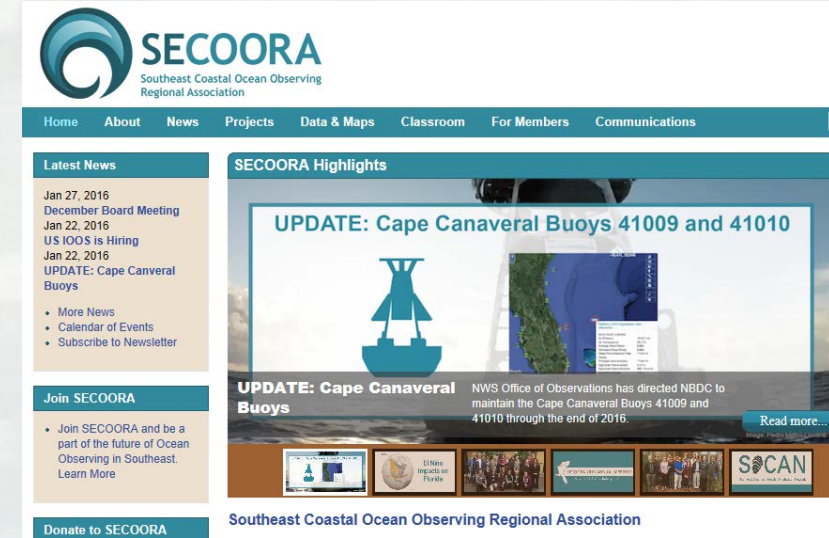 SECOORA
Southeast Coastal Ocean Observing
Regional Association
Home About News Projects Data & Maps Classroom For Members Communications
Latest News
Jan 27, 2016
December Board Meeting
Jan 22, 2016
US IOOS is Hiring
Jan 22, 2016
UPDATE: Cape Canveral
Buoys
More News
Calendar of Events
Subscribe to Newsletter
Join SECOORA
Join SECOORA and be a
part of the future of Ocean
Observing in Southeast.
Learn More
Donate to SECOORA
SECOORA Highlights
UPDATE: Cape Canaveral Buoys 41009 and 41010
UPDATE: Cape Canaveral
Buoys
NWS Office of Observations has directed NBDC to
maintain the Cape Canaveral Buoys 41009 and
41010 through the end of 2016.
Read more...
El Niño
Impacts on
Florida
SOCAN
Southeast Coastal Ocean Observing Regional Association